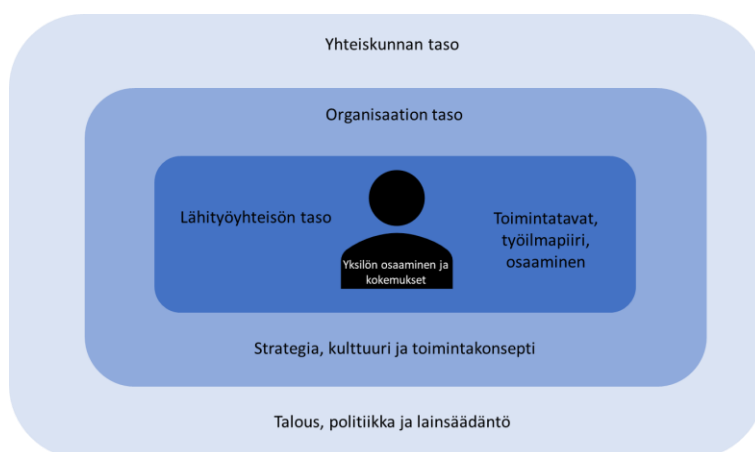 Yhteiskunnan taso
Organisaation taso
Lähityöyhteisön taso
Yksilön osaaminen ja
kokemukset
Toimintatavat,
työilmapiiri,
osaaminen
Strategia, kulttuuri ja toimintakonsepti
Talous, politiikka ja lainsäädäntö